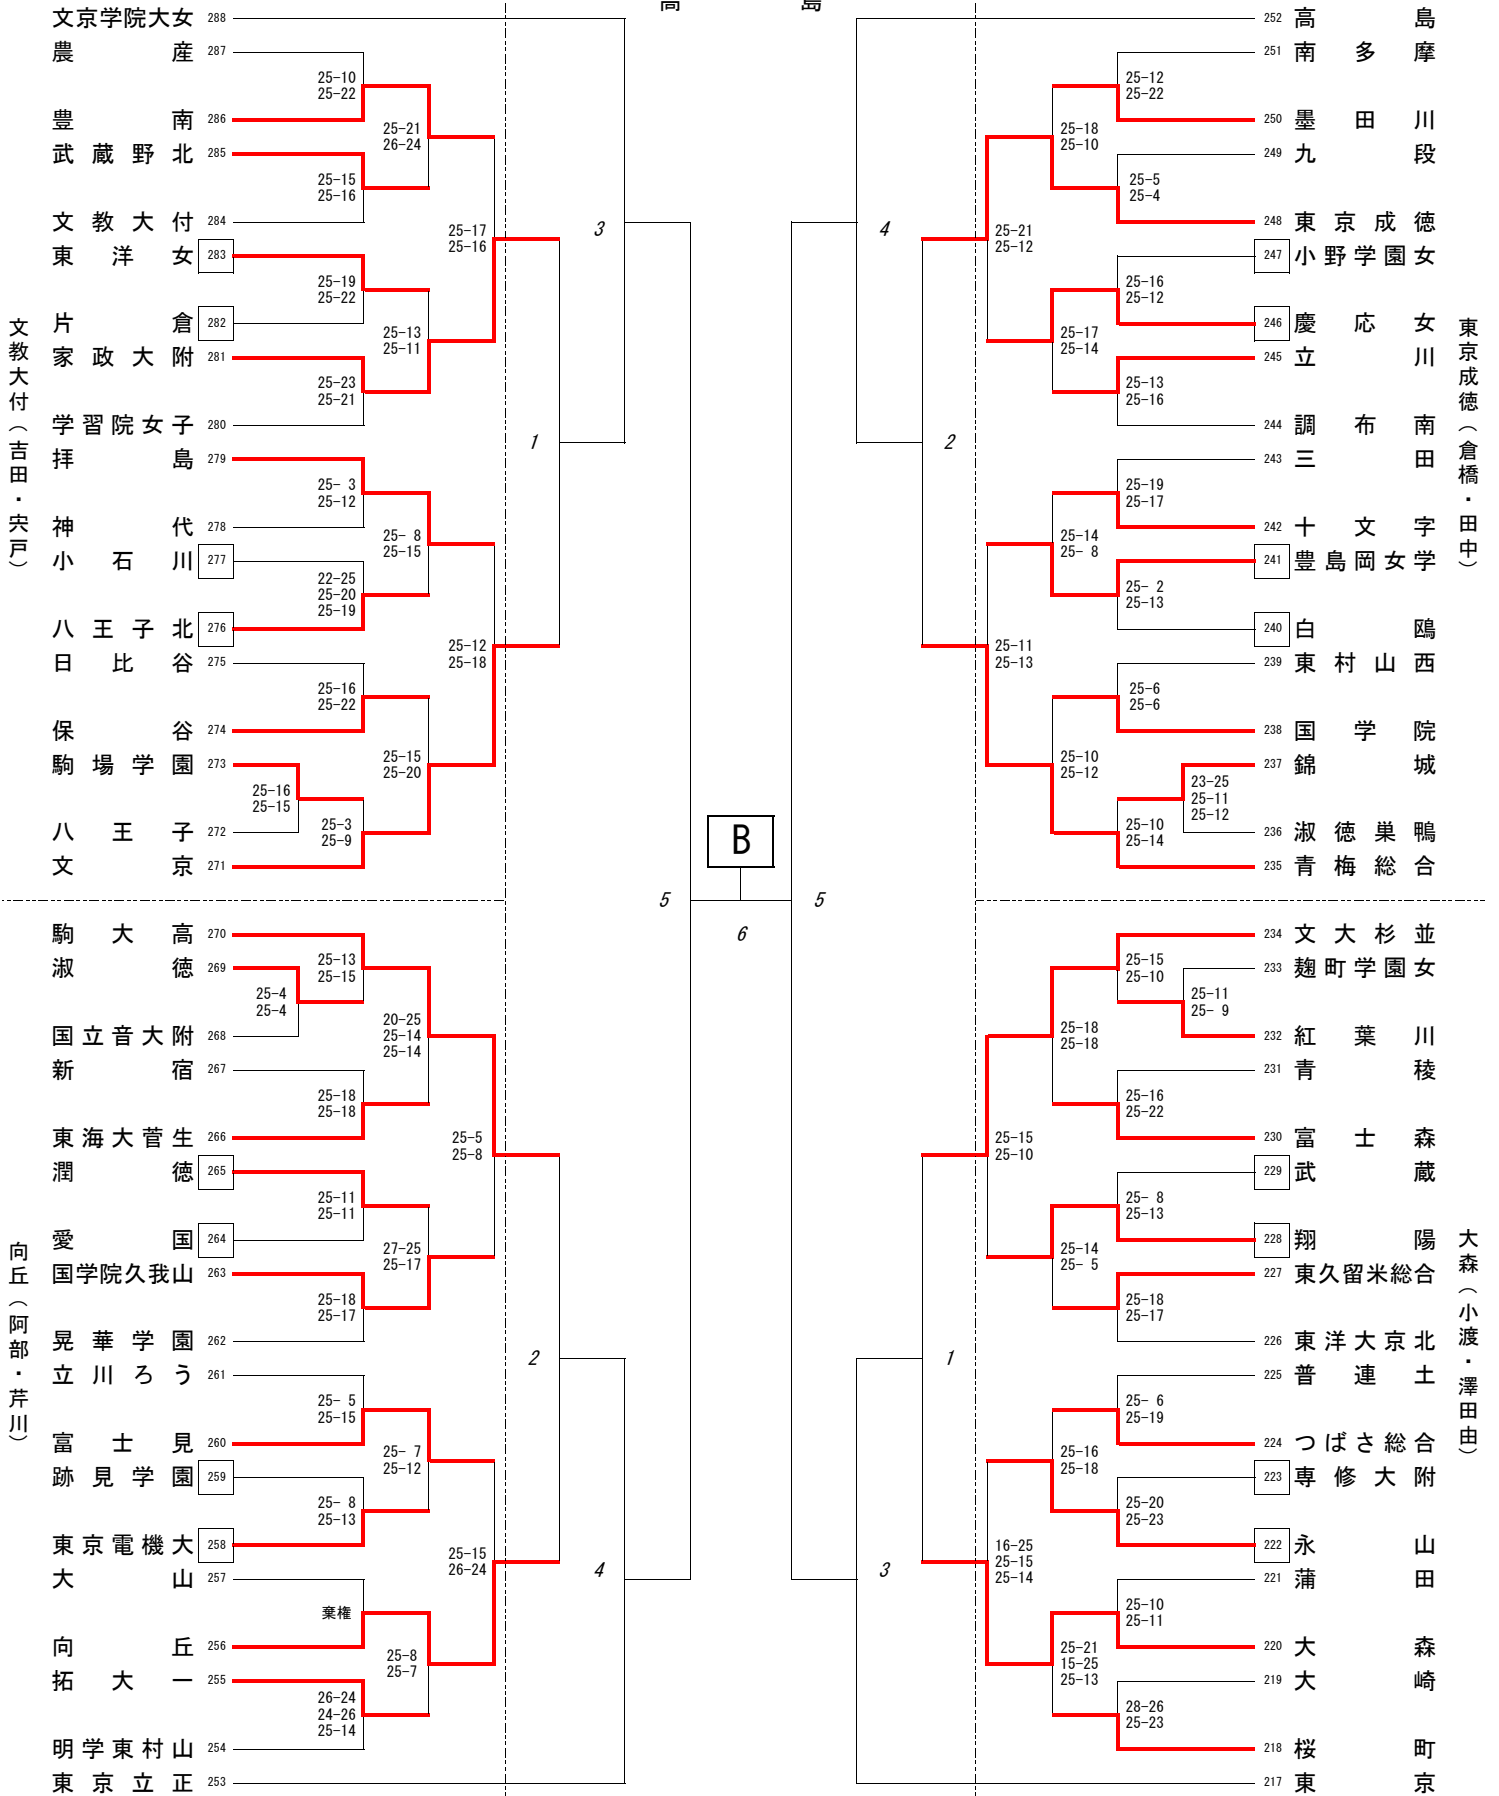 高 島
文京学院大女 288
農産 287
25-10
25-22
豊南 286
25-21
26-24
武蔵野北 285
25-15
25-16
文教大付 284
25-17
25-16
東洋女 283
25-19
25-22
片倉 282
25-13
25-11
家政大附 281
25-23
25-21
学習院女子 280
拝島 279
25- 3
25-12
神代 278
25- 8
25-15
小石川 277
22-25
25-20
25-19
八王子北 276
25-12
25-18
日比谷 275
25-16
25-22
保谷 274
25-15
25-20
駒場学園 273
25-16
25-15
八王子 272
25-3
25-9
文京 271
文教大付（吉田・宍戸）
1
3
駒大高 270
25-13
25-15
淑徳 269
25-4
25-4
国立音大附 268
20-25
25-14
25-14
新宿 267
25-18
25-18
東海大菅生 266
25-5
25-8
潤徳 265
25-11
25-11
愛国 264
27-25
25-17
国学院久我山 263
25-18
25-17
晃華学園 262
立川ろう 261
25- 5
25-15
富士見 260
25- 7
25-12
跡見学園 259
25- 8
25-13
東京電機大 258
25-15
26-24
大山 257
棄権
向丘 256
25-8
25-7
拓大一 255
26-24
24-26
25-14
明学東村山 254
東京立正 253
向丘（阿部・芹川）
2
4
5
B
6
5
252 高島
251 南多摩
25-12
25-22
250 墨田川
25-18
25-10
249 九段
25-5
25-4
248 東京成徳
25-21
25-12
247 小野学園女
25-16
25-12
246 慶応女
25-17
25-14
245 立川
25-13
25-16
244 調布南
243 三田
25-19
25-17
242 十文字
25-14
25- 8
241 豊島岡女学
25- 2
25-13
240 白鴎
25-11
25-13
239 東村山西
25-6
25-6
238 国学院
25-10
25-12
237 錦城
23-25
25-11
25-12
236 淑徳巣鴨
25-10
25-14
235 青梅総合
東京成徳（倉橋・田中）
4
2
234 文大杉並
25-15
25-10
233 麹町学園女
25-11
25- 9
232 紅葉川
25-18
25-18
231 青稜
25-16
25-22
230 富士森
25-15
25-10
229 武蔵
25- 8
25-13
228 翔陽
25-14
25- 5
227 東久留米総合
25-18
25-17
226 東洋大京北
225 普連土
25- 6
25-19
224 つばさ総合
25-16
25-18
223 専修大附
25-20
25-23
222 永山
16-25
25-15
25-14
221 蒲田
25-10
25-11
220 大森
25-21
15-25
25-13
219 大崎
28-26
25-23
218 桜町
217 東京
大森（小渡・澤田由）
1
3